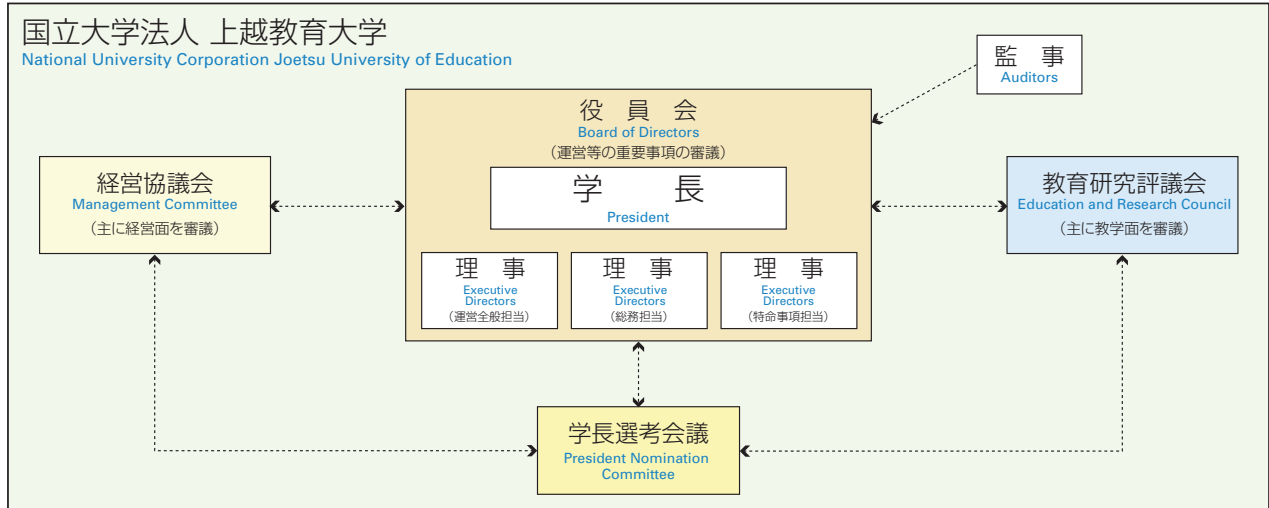 国立大学法人 上越教育大学
National University Corporation Joetsu University of Education
監 事
Auditors
役 員 会
Board of Directors
（運営等の重要事項の審議）
学 長
President
経営協議会
Management Committee
（主に経営面を審議）
教育研究評議会
Education and Research Council
（主に教学面を審議）
理 事
Executive
Directors
（運営全般担当）
理 事
Executive
Directors
（総務担当）
理 事
Executive
Directors
（特命事項担当）
学長選考会議
President Nomination
Committee